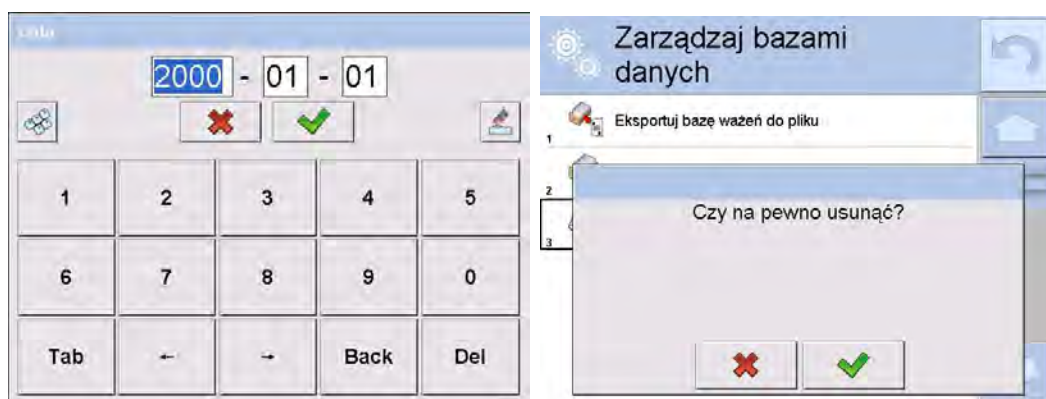 2000 - 01 - 01
1 2 3 4 5
6 7 8 9 0
Tab ← → Back Del
Zarządzaj bazami
danych
1 Eksportuj bazę ważeń do pliku
2
3
Czy na pewno usunąć?